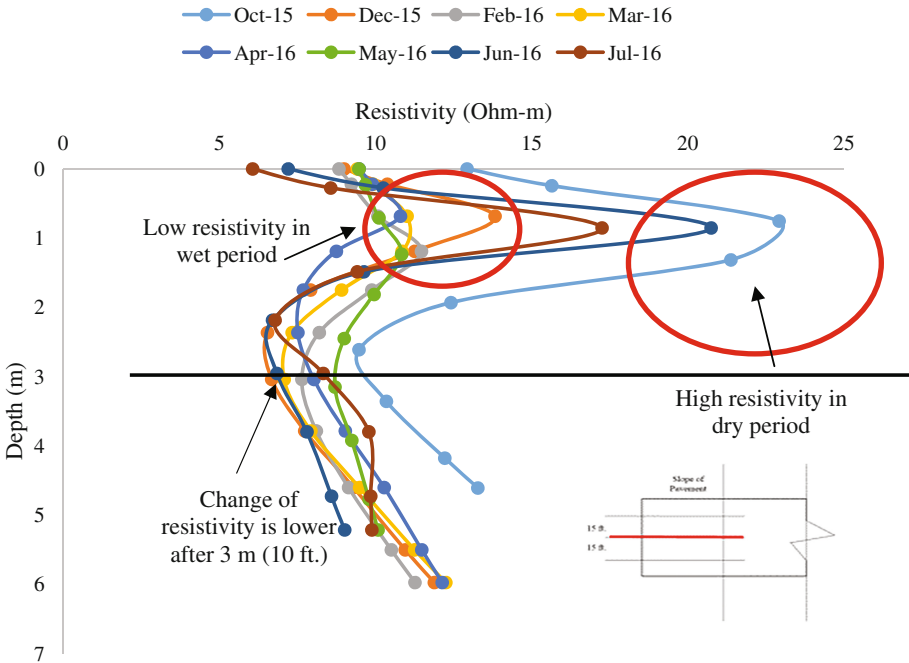 Oct-15 Dec-15 Feb-16 Mar-16
Apr-16 May-16 Jun-16 Jul-16
Resistivity (Ohm-m)
0 5 10 15 20 25
0
1
2
3
4
5
6
7
Depth (m)
Low resistivity in
wet period
High resistivity in
dry period
Change of
resistivity is lower
after 3 m (10 ft.)
Slope of
Pavement
15 ft.
15 ft.